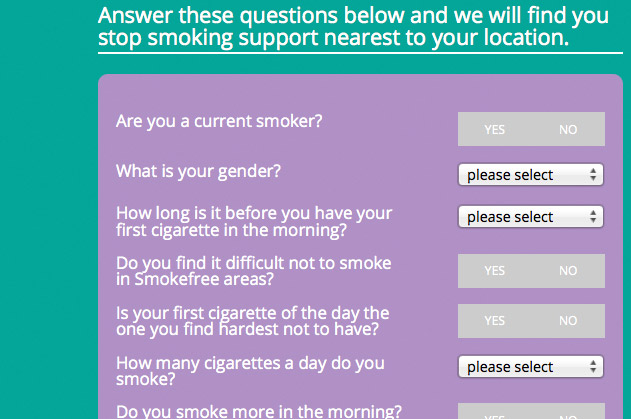 Answer these questions below and we will find you
stop smoking support nearest to your location.
Are you a current smoker? YES NO
What is your gender? please select
How long is it before you have your
first cigarette in the morning? please select
Do you find it difficult not to smoke
in Smokefree areas? YES NO
Is your first cigarette of the day the
one you find hardest not to have? YES NO
How many cigarettes a day do you
smoke? please select
Do you smoke more in the morning? YES NO